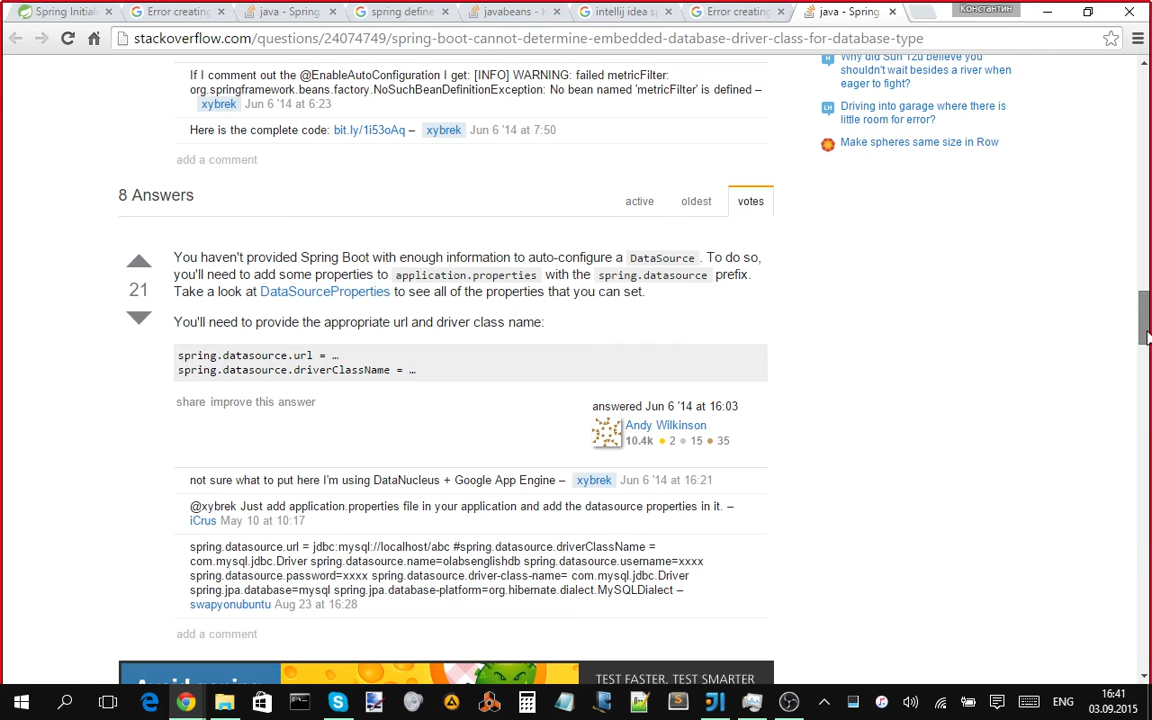 Spring Initiali
Error creating
java - Spring
spring define
javabeans - H
intellij idea sp
Error creating
java - Spring
Константин
stackoverflow.com/questions/24074749/spring-boot-cannot-determine-embedded-database-driver-class-for-database-type
If I comment out the @EnableAutoConfiguration I get: [INFO] WARNING: failed metricFilter:
org.springframework.beans.factory.NoSuchBeanDefinitionException: No bean named 'metricFilter' is defined –
xybrek Jun 6 '14 at 6:23
Here is the complete code: bit.ly/1i53oAq – xybrek Jun 6 '14 at 7:50
add a comment
Why did Sun Tzu believe you
shouldn't wait besides a river when
eager to fight?
Driving into garage where there is
little room for error?
Make spheres same size in Row
8 Answers
active oldest votes
You haven't provided Spring Boot with enough information to auto-configure a DataSource . To do so,
you'll need to add some properties to application.properties with the spring.datasource prefix.
Take a look at DataSourceProperties to see all of the properties that you can set.
21
You'll need to provide the appropriate url and driver class name:
spring.datasource.url = …
spring.datasource.driverClassName = …
share improve this answer
answered Jun 6 '14 at 16:03
Andy Wilkinson
10.4k 2 15 35
not sure what to put here I'm using DataNucleus + Google App Engine – xybrek Jun 6 '14 at 16:21
@xybrek Just add application.properties file in your application and add the datasource properties in it. –
iCrus May 10 at 10:17
spring.datasource.url = jdbc:mysql://localhost/abc #spring.datasource.driverClassName =
com.mysql.jdbc.Driver spring.datasource.name=olabsenglishdb spring.datasource.username=xxxx
spring.datasource.password=xxxx spring.datasource.driver-class-name= com.mysql.jdbc.Driver
spring.jpa.database=mysql spring.jpa.database-platform=org.hibernate.dialect.MySQLDialect –
swapyonubuntu Aug 23 at 16:28
add a comment
TEST FASTER, TEST SMARTER
ENG
16:41
03.09.2015